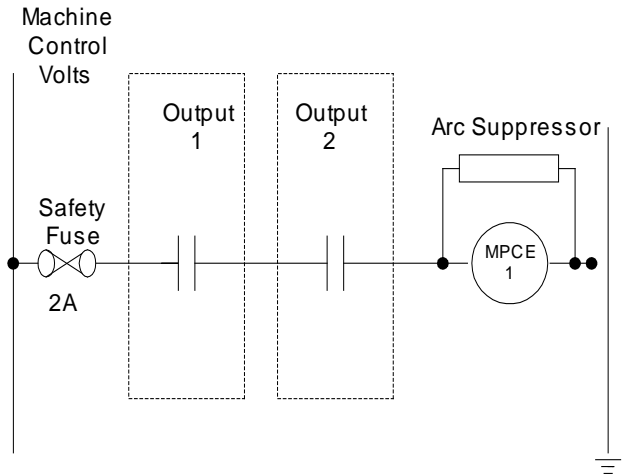 Machine
Control
Volts
Output
1
Output
2
Arc Suppressor
Safety
Fuse
2A
MPCE
1